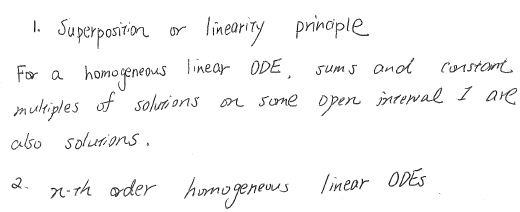 1. Superposition or linearity principle
For a homogeneous linear ODE, sums and constant
multiples of solutions on some open interval I are
also solutions.
2. n-th order homogeneous linear ODEs